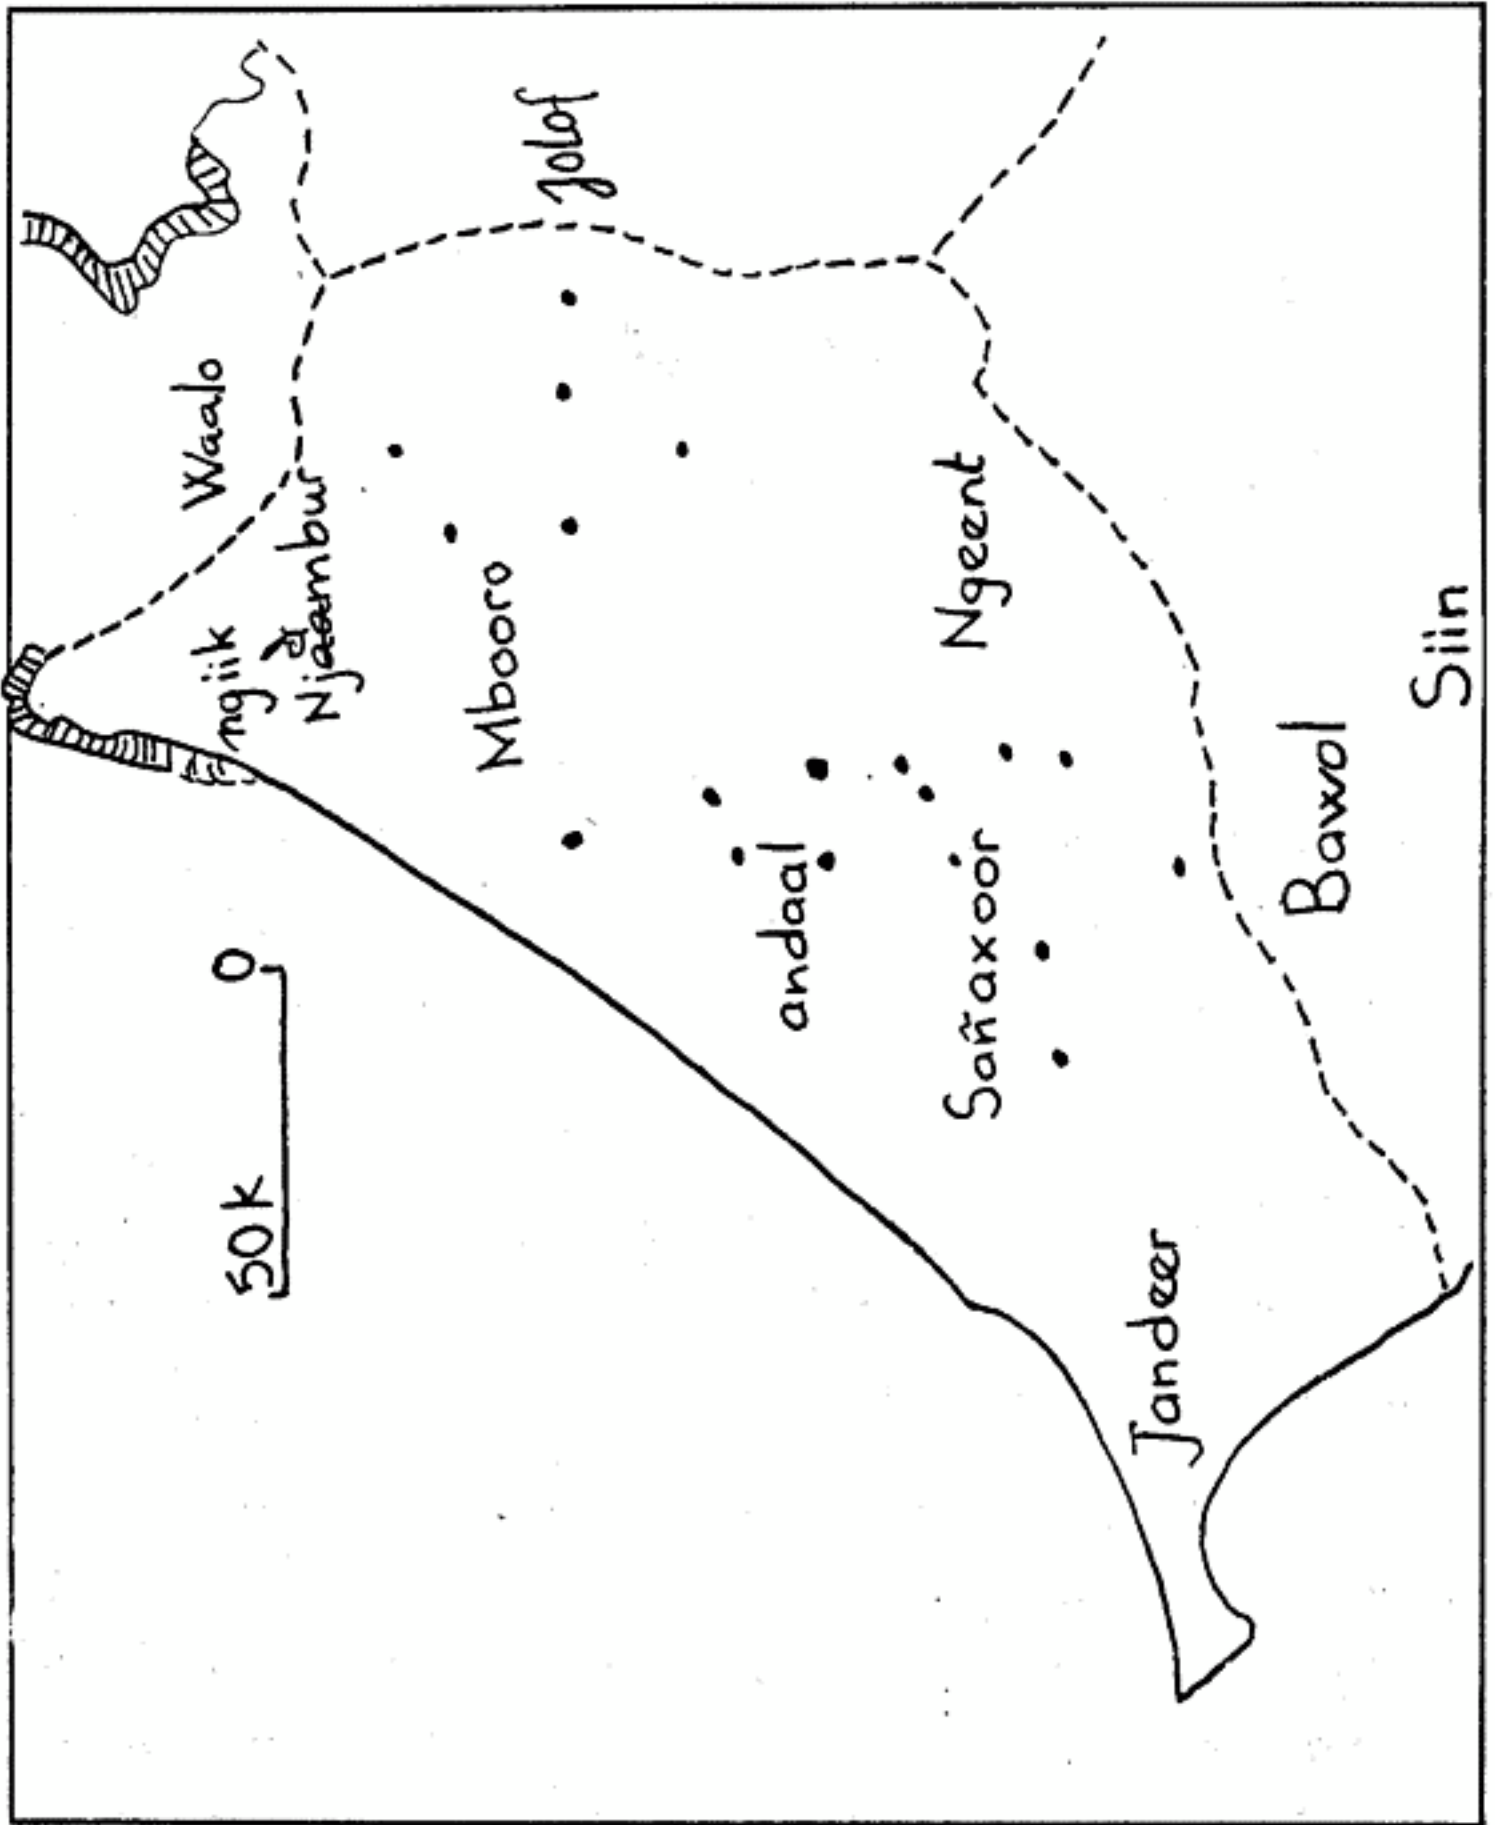 Waalo
Jolof
ngiik
Njaambur
Mbooro
Ngeent
andaal
Sañaxoor
Bawol
Siin
Jandeer
50K 0